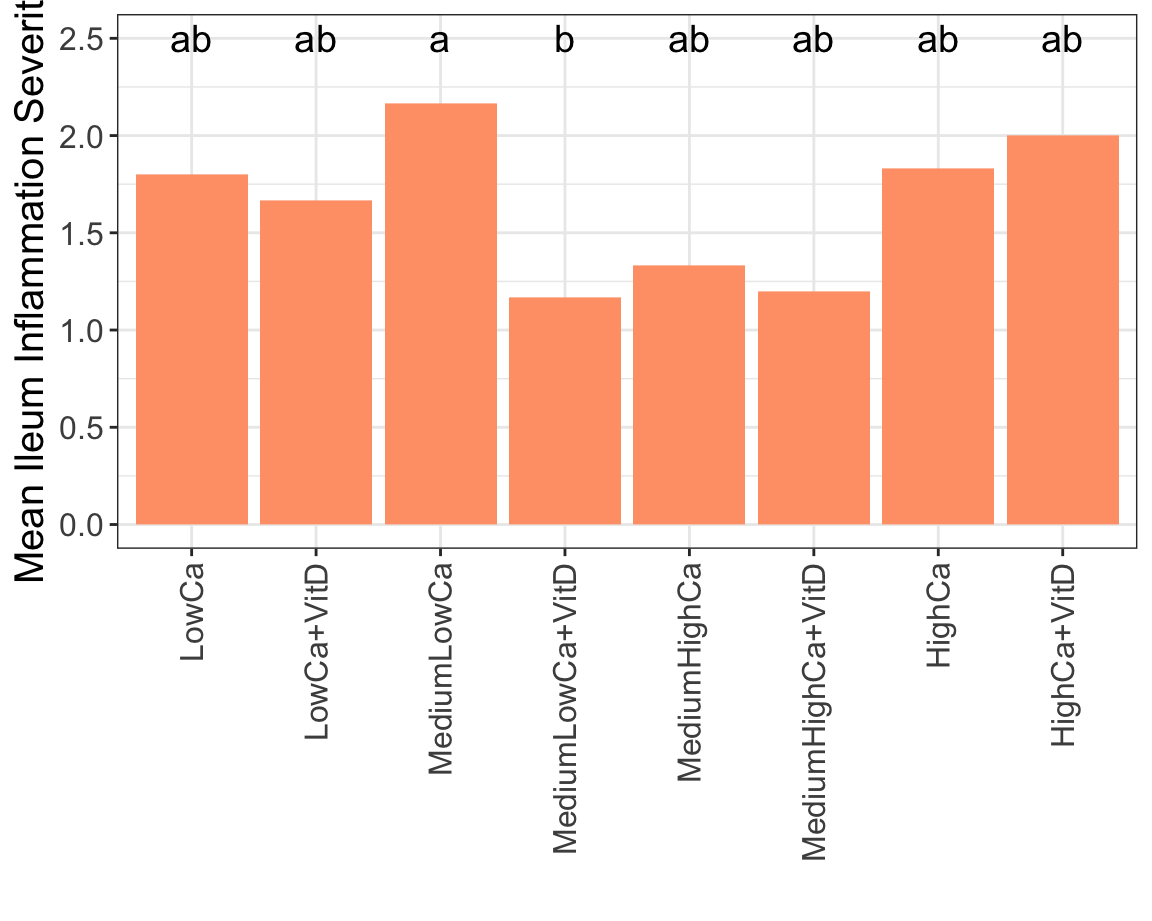 Mean Ileum Inflammation Severit
2.5
2.0
1.5
1.0
0.5
0.0
ab ab a b ab ab ab ab
LowCa
LowCa+VitD
MediumLowCa
MediumLowCa+VitD
MediumHighCa
MediumHighCa+VitD
HighCa
HighCa+VitD